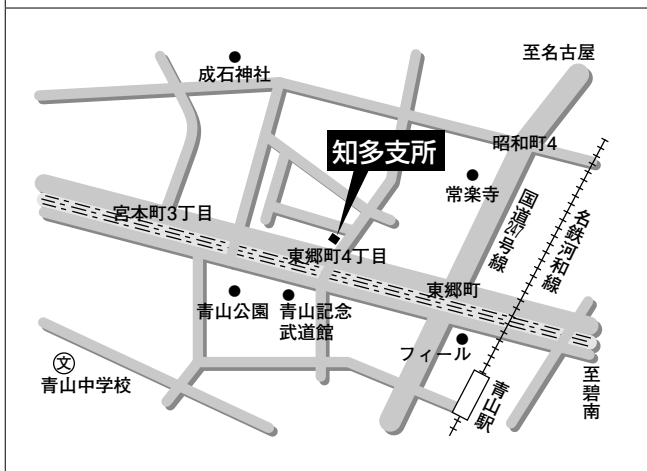 至名古屋
成石神社
昭和町4
知多支所
常楽寺
国道247号線
名鉄河和線
宮本町3丁目
東郷町4丁目
東郷町
青山公園
青山記念
武道館
フィール
文
青山中学校
青山駅
至碧南